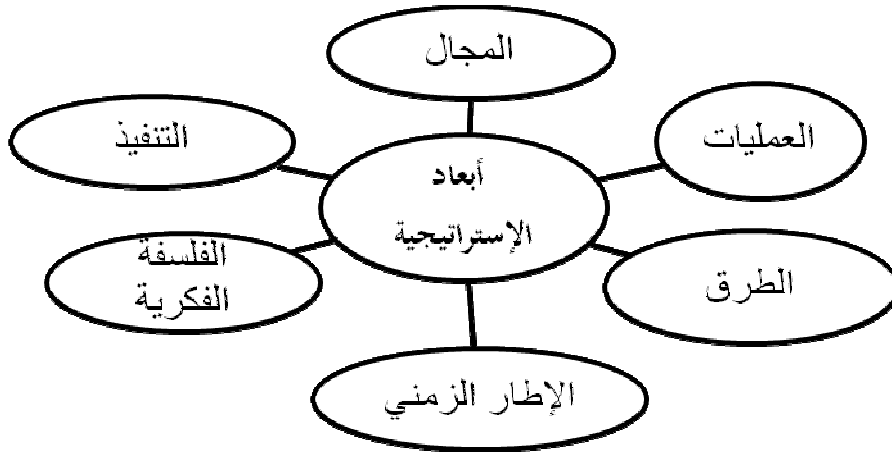 المجال
العمليات
التنفيذ
أبعاد
الإستراتيجية
الفلسفة
الفكرية
الطرق
الإطار الزمني